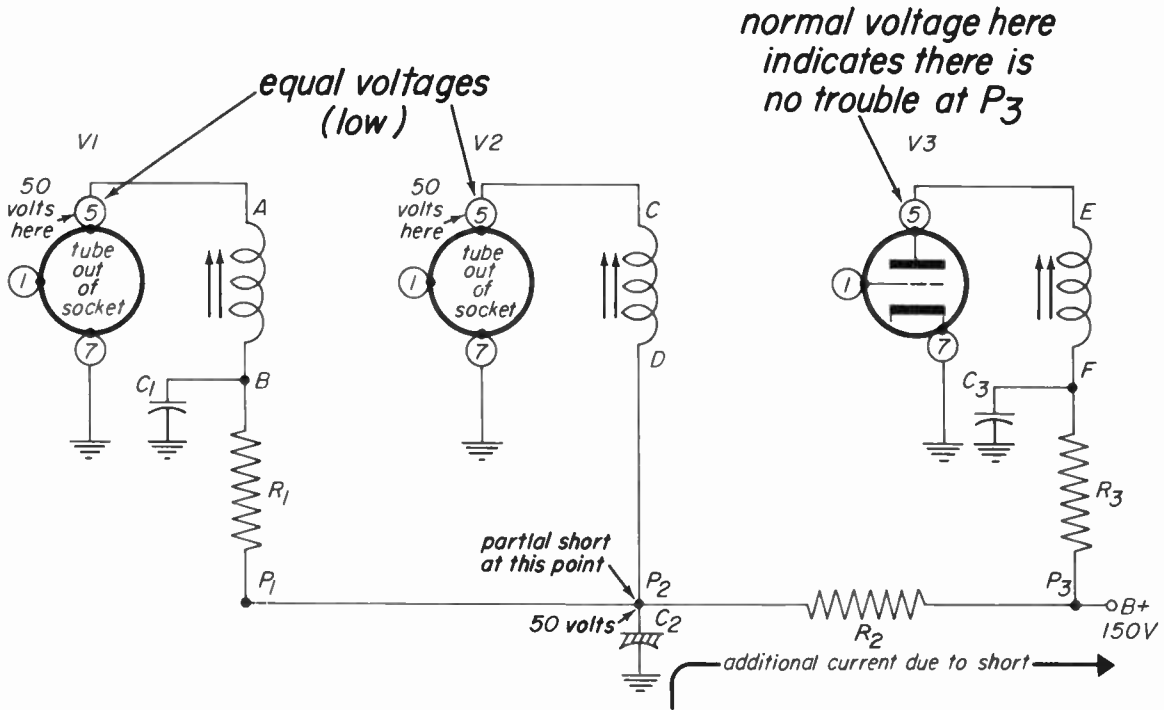 normal voltage here
indicates there is
no trouble at P3
equal voltages
(low)
V1
V2
V3
50
volts
here
5
A
tube
out
of
socket
1
7
B
C1
R1
P1
50
volts
here
5
C
tube
out
of
socket
1
7
D
partial short
at this point
P2
50 volts
C2
5
E
1
7
F
C3
R3
P3
R2
B+
150V
additional current due to short